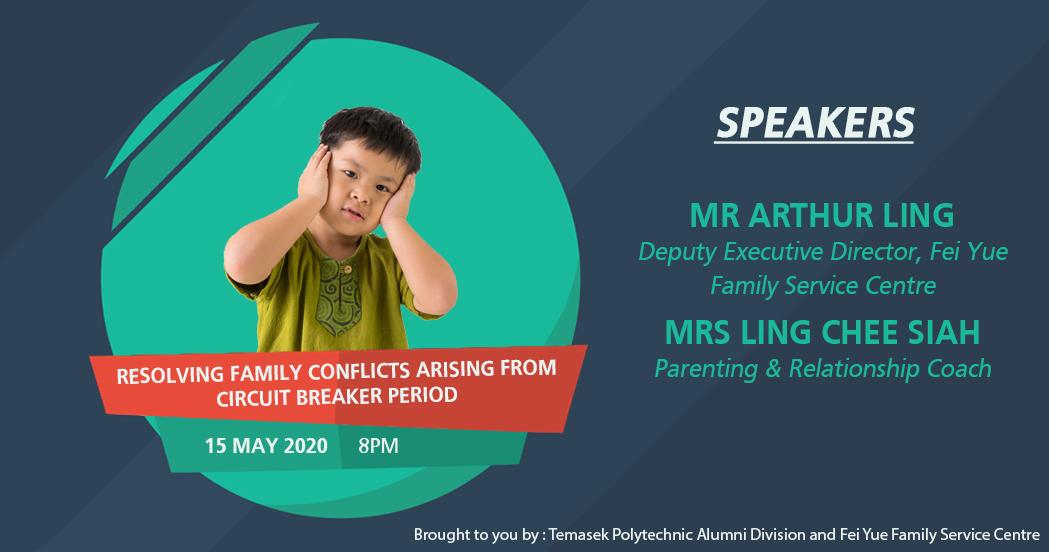 RESOLVING FAMILY CONFLICTS ARISING FROM
CIRCUIT BREAKER PERIOD
15 MAY 2020 8PM
SPEAKERS
MR ARTHUR LING
Deputy Executive Director, Fei Yue
Family Service Centre
MRS LING CHEE SIAH
Parenting & Relationship Coach
Brought to you by : Temasek Polytechnic Alumni Division and Fei Yue Family Service Centre